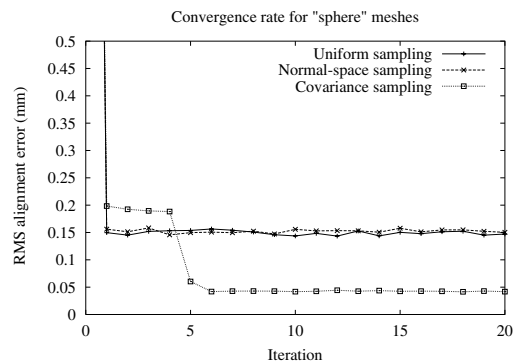 Convergence rate for "sphere" meshes
Uniform sampling
Normal-space sampling
Covariance sampling
RMS alignment error (mm)
0.5
0.45
0.4
0.35
0.3
0.25
0.2
0.15
0.1
0.05
0
0 5 10 15 20
Iteration